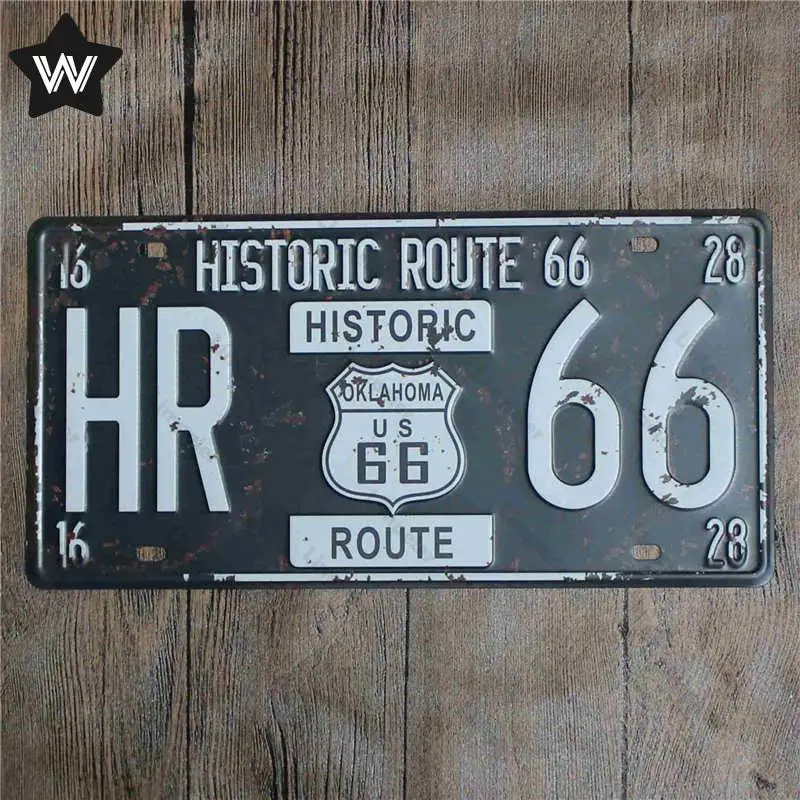 W
16 HISTORIC ROUTE 66 28
HISTORIC
HR 66
OKLAHOMA
US
66
ROUTE
16 28